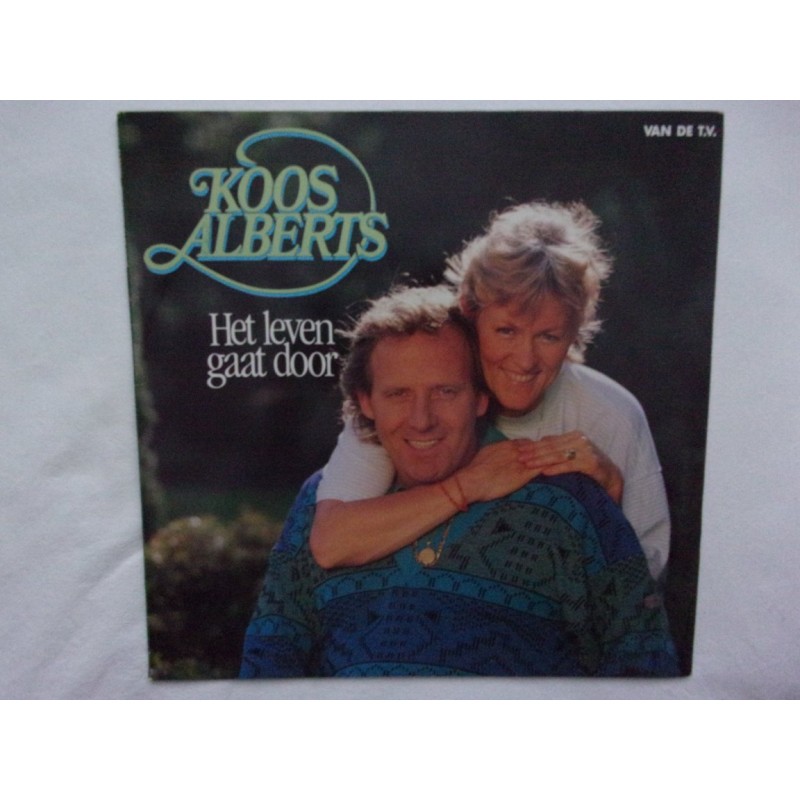 VAN DE T.V.
KOOS
ALBERTS
Het leven
gaat door